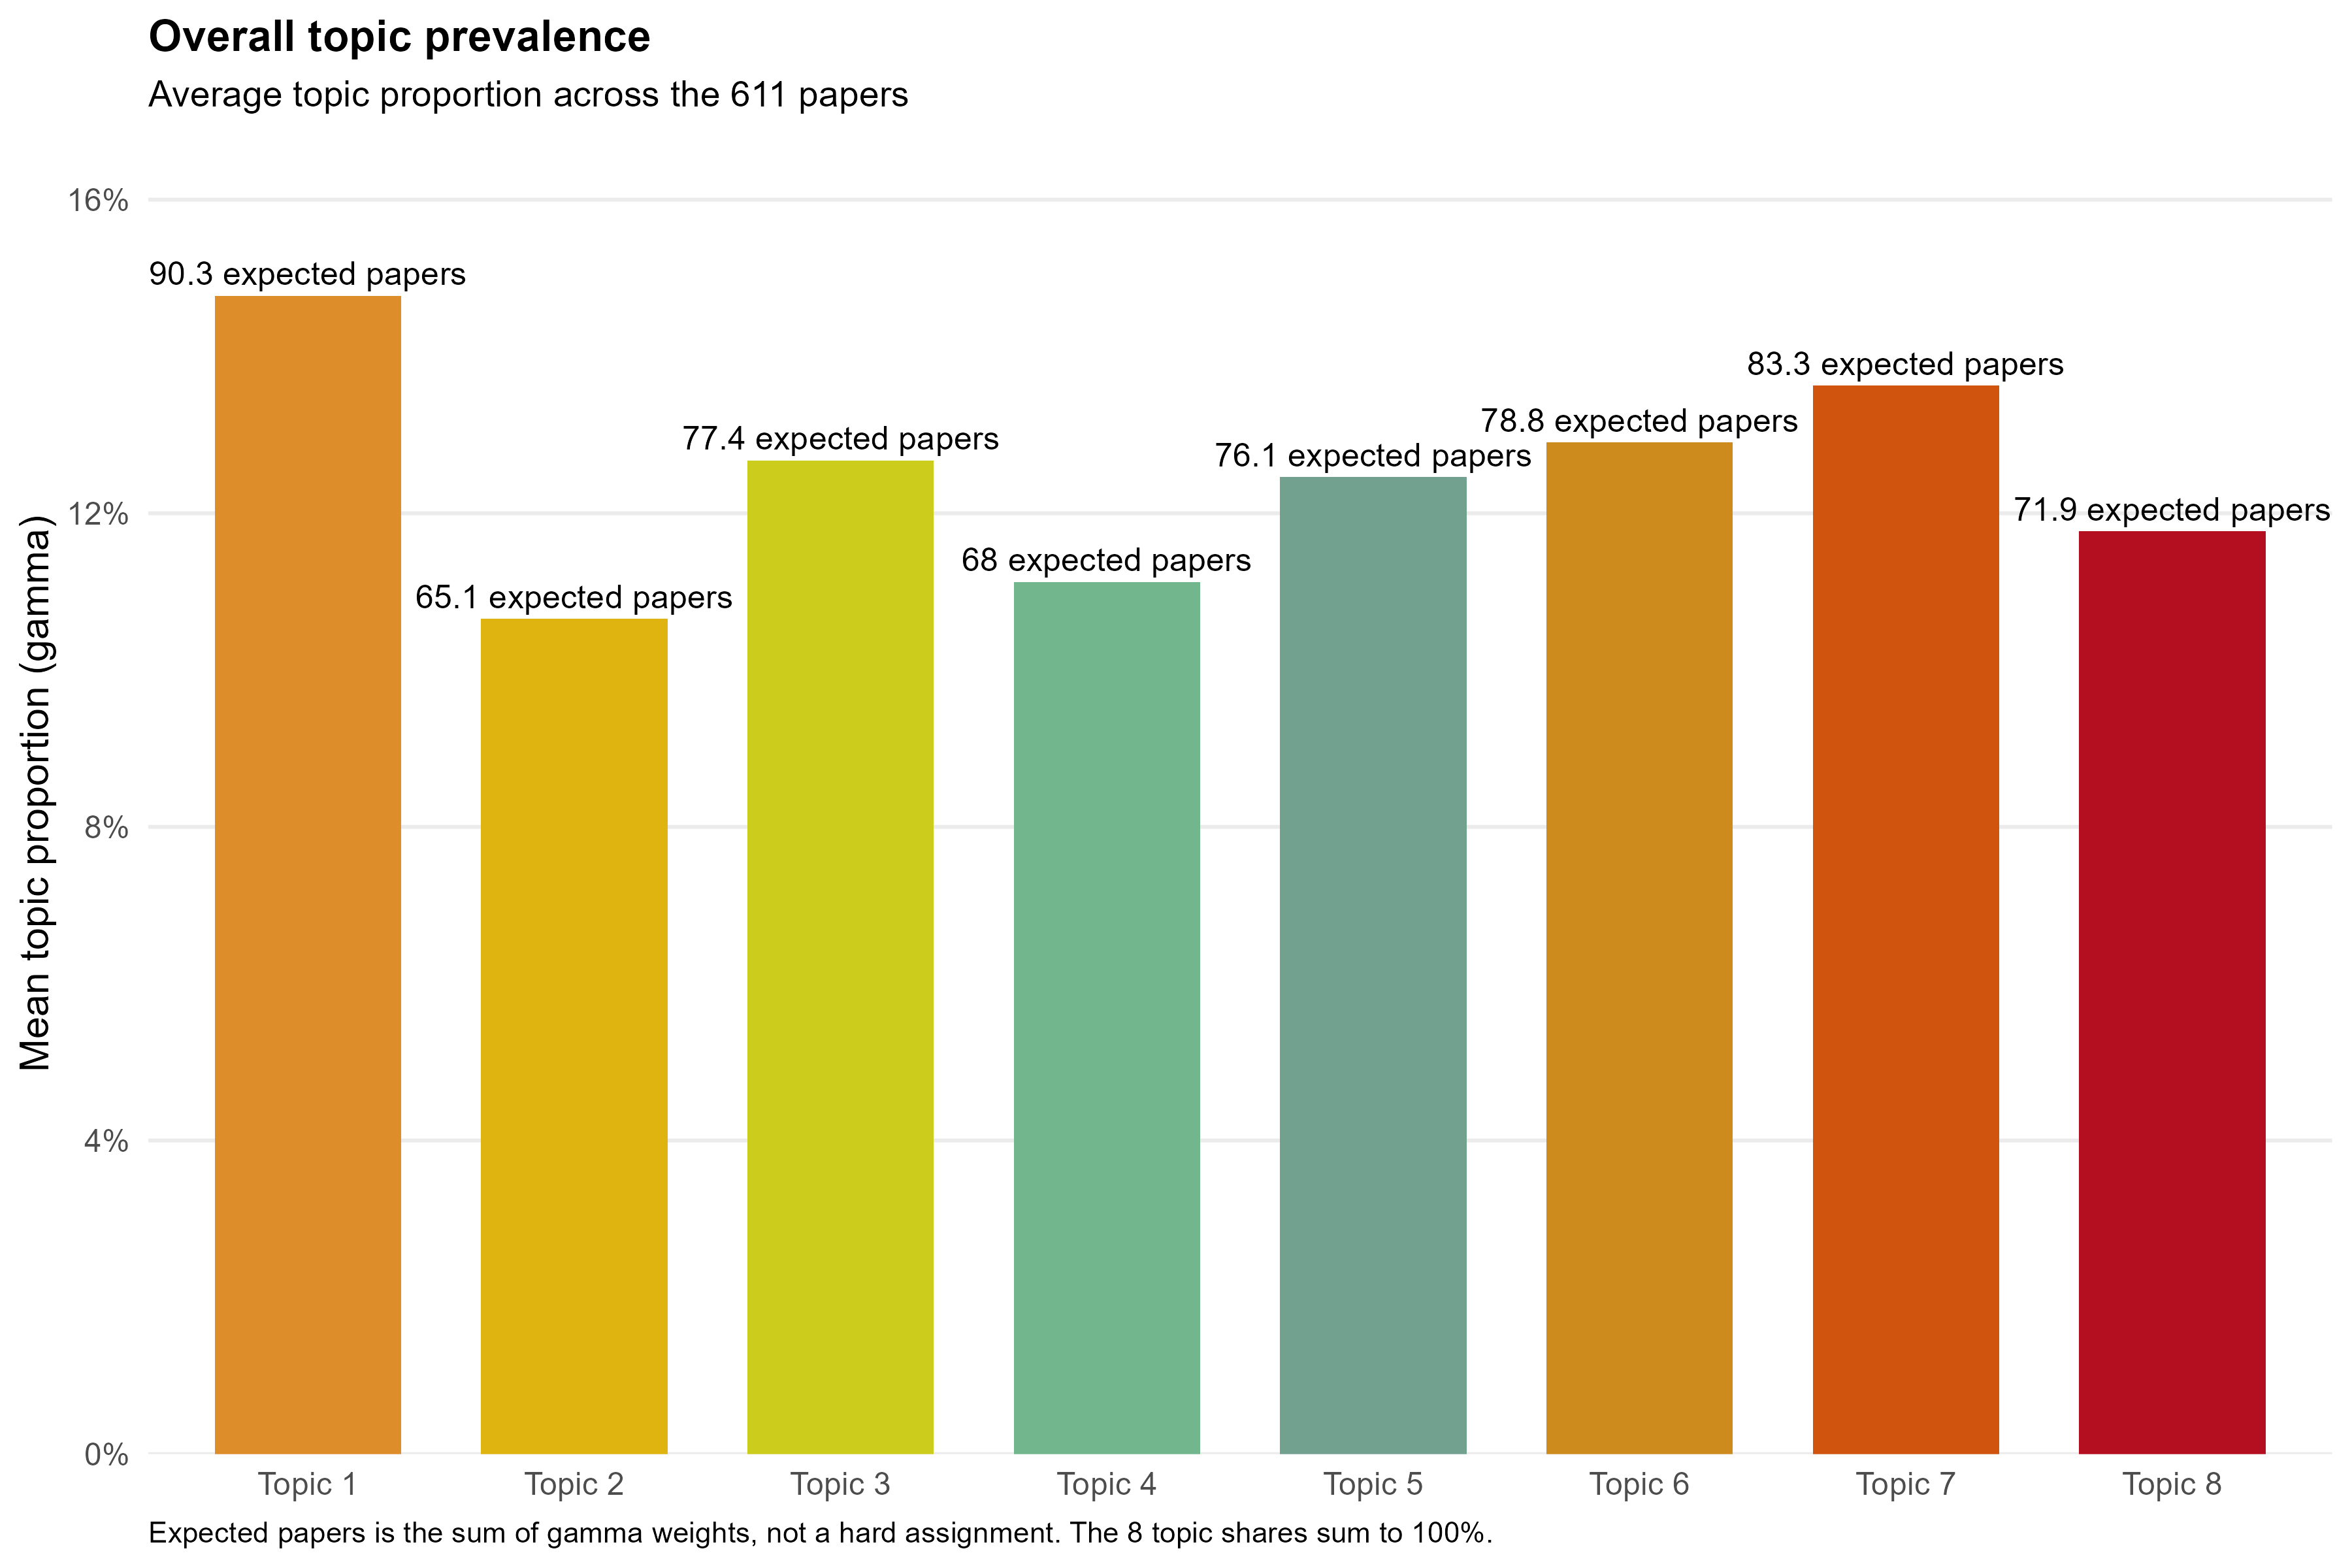 Overall topic prevalence
Average topic proportion across the 611 papers
16%
12%
8%
4%
0%
Mean topic proportion (gamma)
90.3 expected papers
65.1 expected papers
77.4 expected papers
68 expected papers
76.1 expected papers
78.8 expected papers
83.3 expected papers
71.9 expected papers
Topic 1
Topic 2
Topic 3
Topic 4
Topic 5
Topic 6
Topic 7
Topic 8
Expected papers is the sum of gamma weights, not a hard assignment. The 8 topic shares sum to 100%.